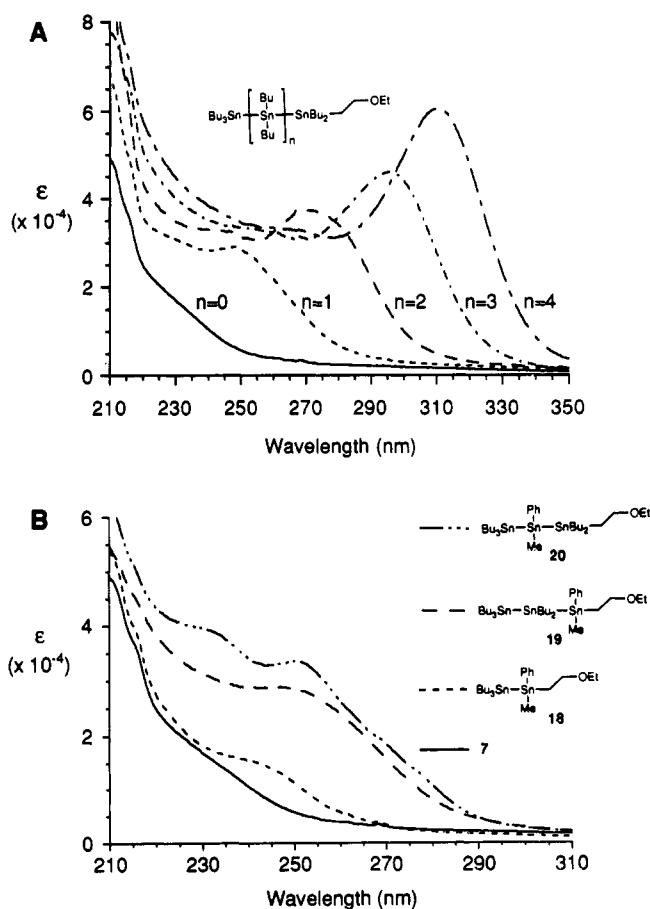 A
8
6
4
2
0
ε
(x 10⁻⁴)
Bu
Bu₃Sn Sn SnBu₂ OEt
Bu n
n=0 n=1 n=2 n=3 n=4
210 230 250 270 290 310 330 350
Wavelength (nm)
B
6
4
2
0
ε
(x 10⁻⁴)
Ph
Bu₃Sn Sn SnBu₂ OEt
Me 20
Ph
Bu₃Sn SnBu₂ Sn OEt
19 Me
Ph
Bu₃Sn Sn OEt
Me 18
7
210 230 250 270 290 310
Wavelength (nm)